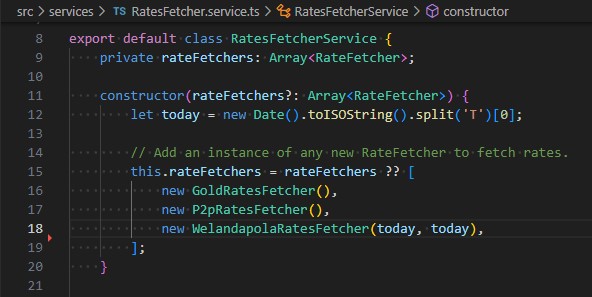 src > services > TS RatesFetcher.service.ts > RatesFetcherService > constructor
8 export default class RatesFetcherService {
9     private rateFetchers: Array<RateFetcher>;
10
11     constructor(rateFetchers?: Array<RateFetcher>) {
12         let today = new Date().toISOString().split('T')[0];
13
14         // Add an instance of any new RateFetcher to fetch rates.
15         this.rateFetchers = rateFetchers ?? [
16             new GoldRatesFetcher(),
17             new P2pRatesFetcher(),
18             new WelandapolaRatesFetcher(today, today),
19         ];
20     }
21